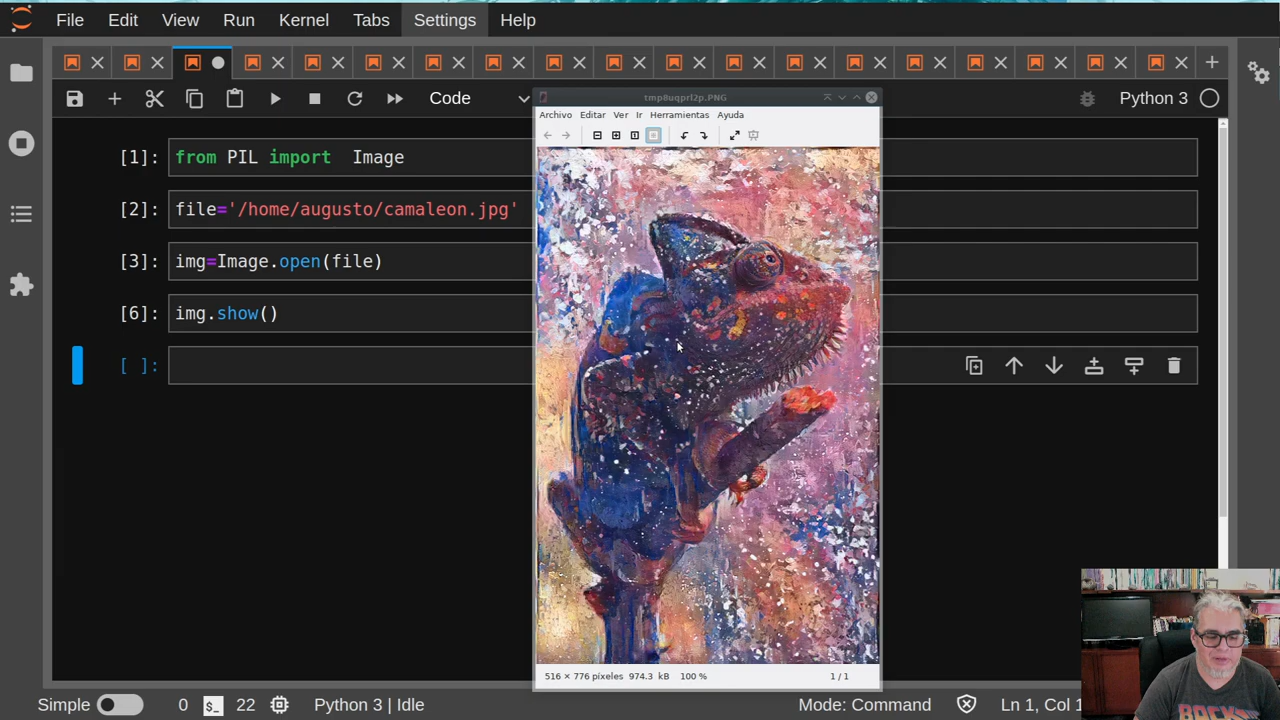 File Edit View Run Kernel Tabs Settings Help
Code Python 3
tmp8uqprl2p.PNG
Archivo Editar Ver Ir Herramientas Ayuda
[1]: from PIL import Image
[2]: file='/home/augusto/camaleon.jpg'
[3]: img=Image.open(file)
[6]: img.show()
[ ]:
516 × 776 píxeles 974.3 kB 100 % 1 / 1
Simple 0 $_ 22 Python 3 | Idle Mode: Command Ln 1, Col 1